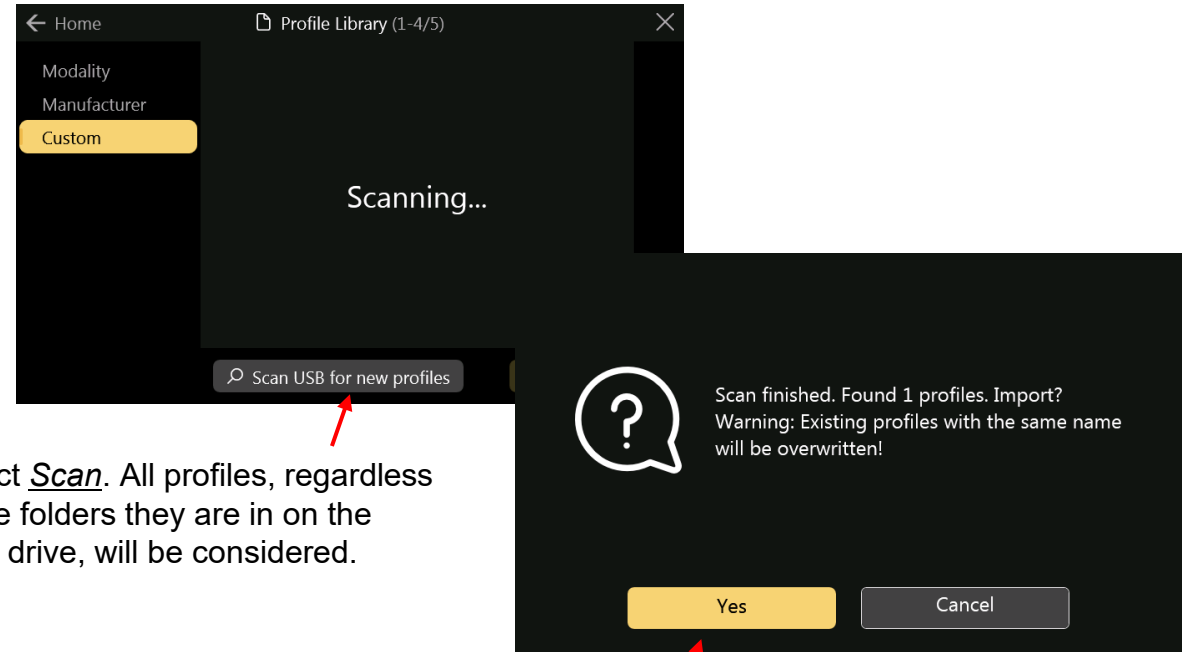 Home
Profile Library (1-4/5)
Modality
Manufacturer
Custom
Scanning...
Scan USB for new profiles
Scan. All profiles, regardless
folders they are in on the
drive, will be considered.
Scan finished. Found 1 profiles. Import?
Warning: Existing profiles with the same name
will be overwritten!
Yes
Cancel